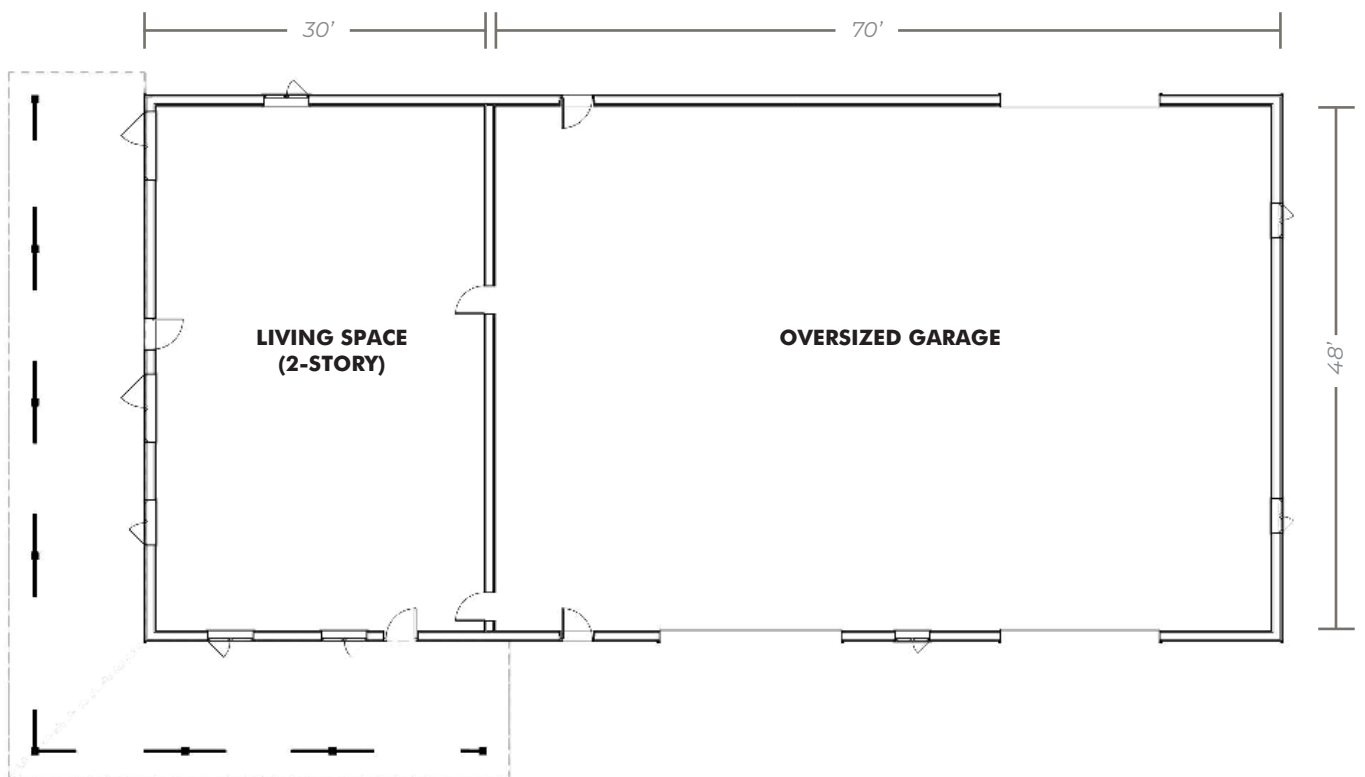 30’
70’
LIVING SPACE
(2-STORY)
OVERSIZED GARAGE
48’